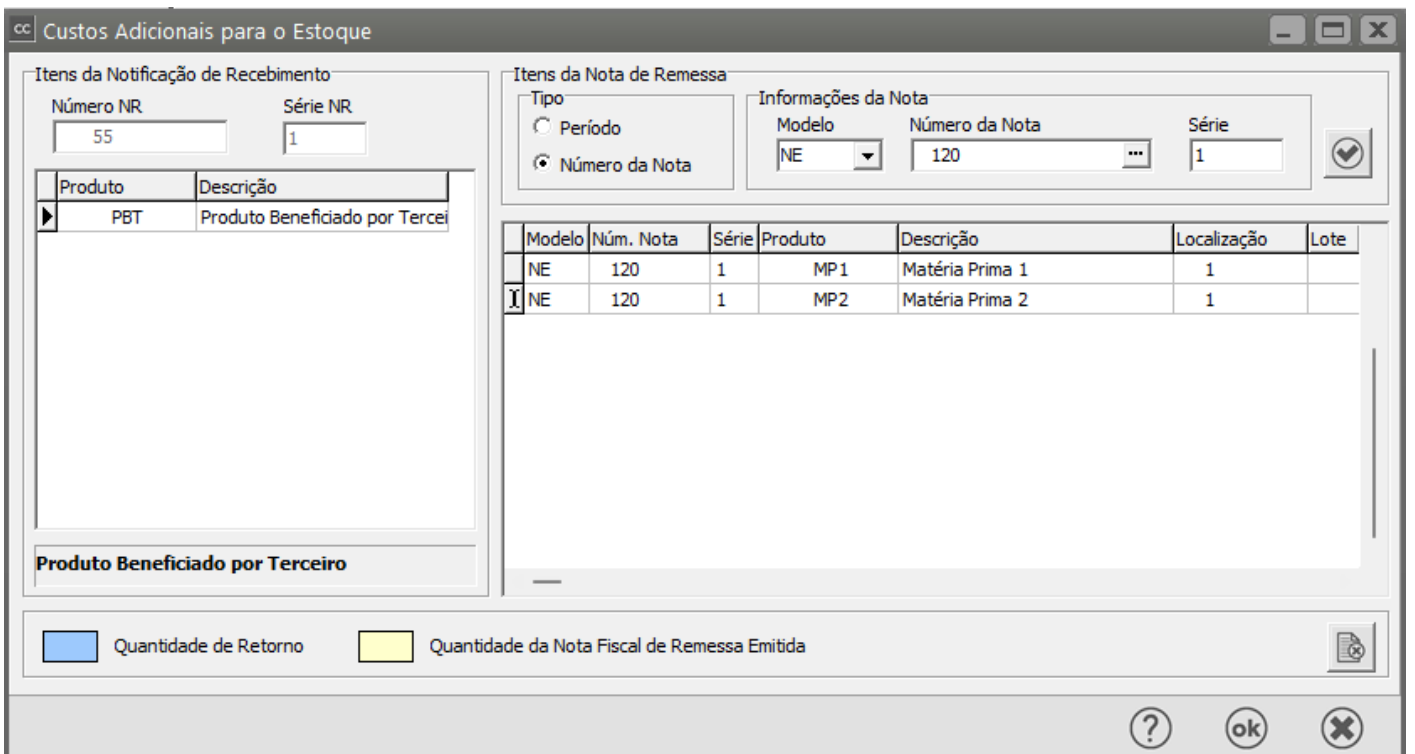 cc Custos Adicionais para o Estoque
Itens da Notificação de Recebimento
Número NR Série NR
55 1
Produto Descrição
PBT Produto Beneficiado por Tercei
Produto Beneficiado por Terceiro
Itens da Nota de Remessa
Tipo
Período
Número da Nota
Informações da Nota
Modelo Número da Nota Série
NE 120 ... 1
Modelo Núm. Nota Série Produto Descrição Localização Lote
NE 120 1 MP1 Matéria Prima 1 1
NE 120 1 MP2 Matéria Prima 2 1
Quantidade de Retorno Quantidade da Nota Fiscal de Remessa Emitida
? ok